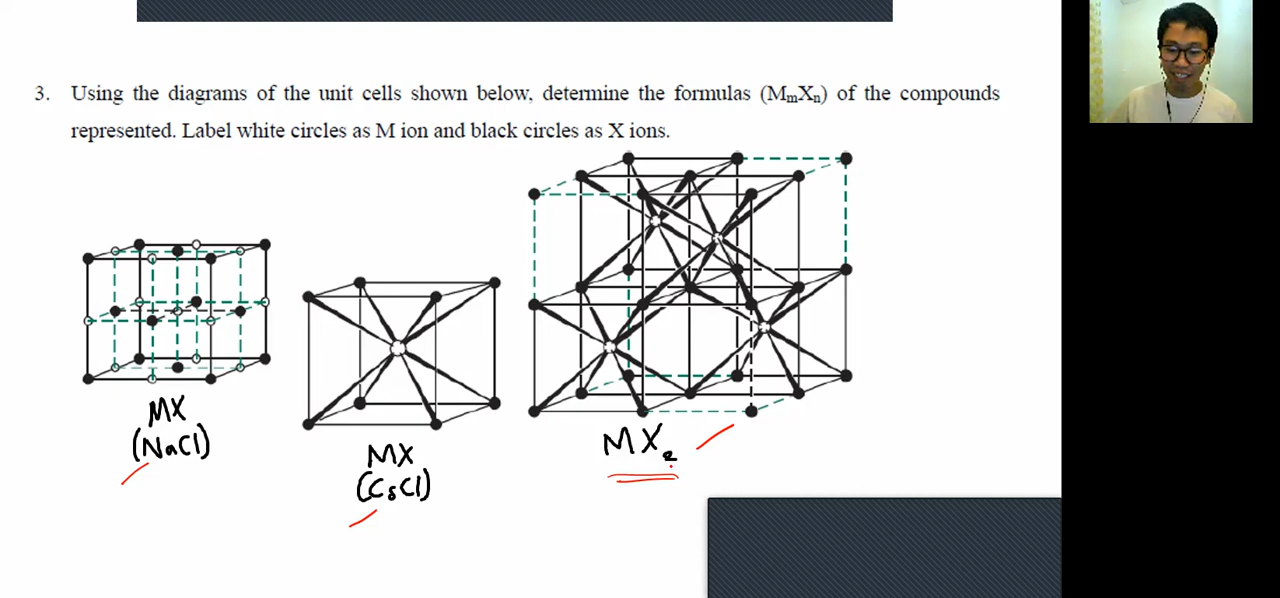 3. Using the diagrams of the unit cells shown below, determine the formulas (MₘXₙ) of the compounds
represented. Label white circles as M ion and black circles as X ions.
MX
(NaCl)
MX
(CsCl)
MX₂